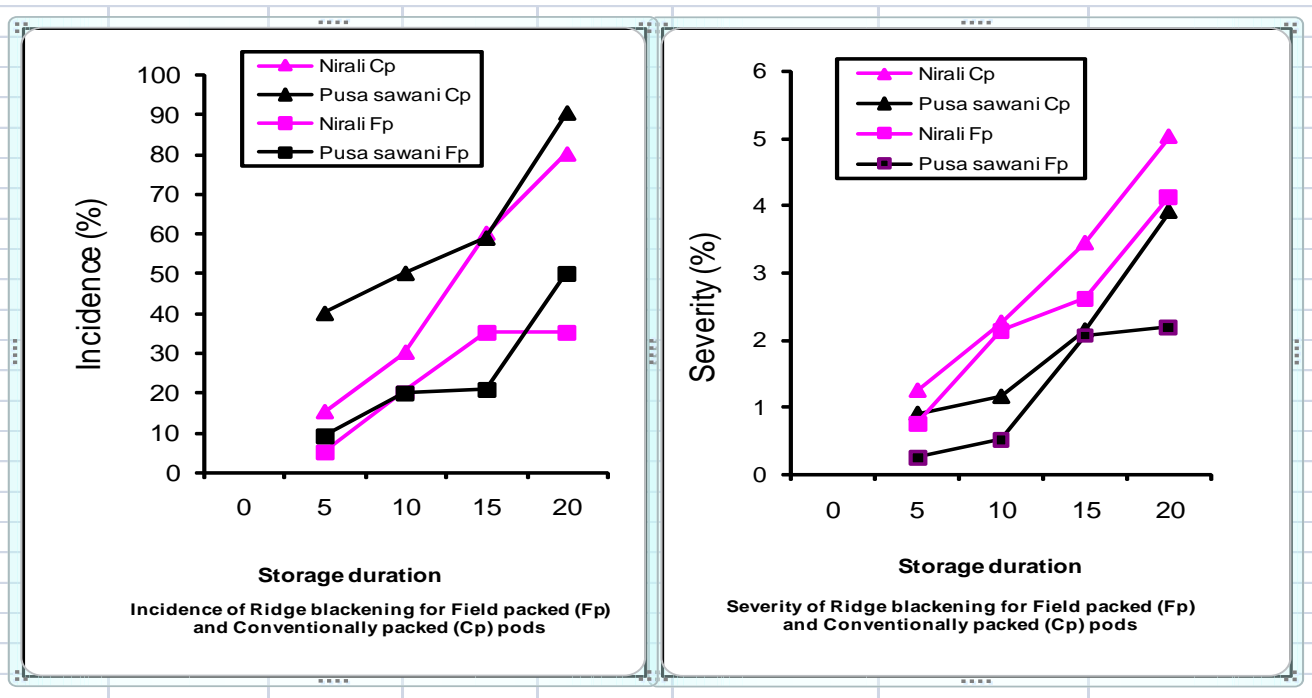 Nirali Cp
Pusa sawani Cp
Nirali Fp
Pusa sawani Fp
100
90
80
70
60
50
40
30
20
10
0
Incidence (%)
0 5 10 15 20
Storage duration
Incidence of Ridge blackening for Field packed (Fp)
and Conventionally packed (Cp) pods
Nirali Cp
Pusa sawani Cp
Nirali Fp
Pusa sawani Fp
6
5
4
3
2
1
0
Severity (%)
0 5 10 15 20
Storage duration
Severity of Ridge blackening for Field packed (Fp)
and Conventionally packed (Cp) pods